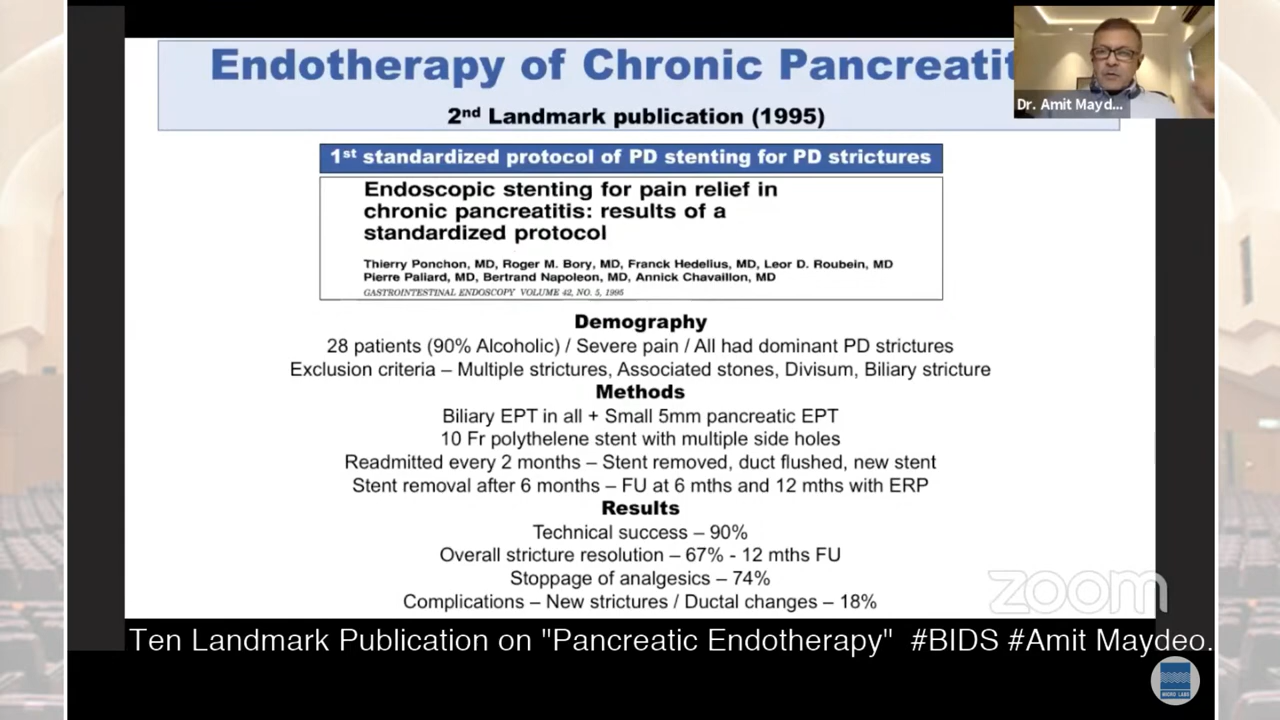 Endotherapy of Chronic Pancreatit
2nd Landmark publication (1995)
Dr. Amit Mayd...
1st standardized protocol of PD stenting for PD strictures
Endoscopic stenting for pain relief in
chronic pancreatitis: results of a
standardized protocol
Thierry Ponchon, MD, Roger M. Bory, MD, Franck Hedelius, MD, Leor D. Roubein, MD
Pierre Paliard, MD, Bertrand Napoleon, MD, Annick Chavaillon, MD
GASTROINTESTINAL ENDOSCOPY VOLUME 42, NO. 5, 1995
Demography
28 patients (90% Alcoholic) / Severe pain / All had dominant PD strictures
Exclusion criteria – Multiple strictures, Associated stones, Divisum, Biliary stricture
Methods
Biliary EPT in all + Small 5mm pancreatic EPT
10 Fr polythelene stent with multiple side holes
Readmitted every 2 months – Stent removed, duct flushed, new stent
Stent removal after 6 months – FU at 6 mths and 12 mths with ERP
Results
Technical success – 90%
Overall stricture resolution – 67% - 12 mths FU
Stoppage of analgesics – 74%
Complications – New strictures / Ductal changes – 18%
zoom
Ten Landmark Publication on "Pancreatic Endotherapy" #BIDS #Amit Maydeo.
MICRO LABS